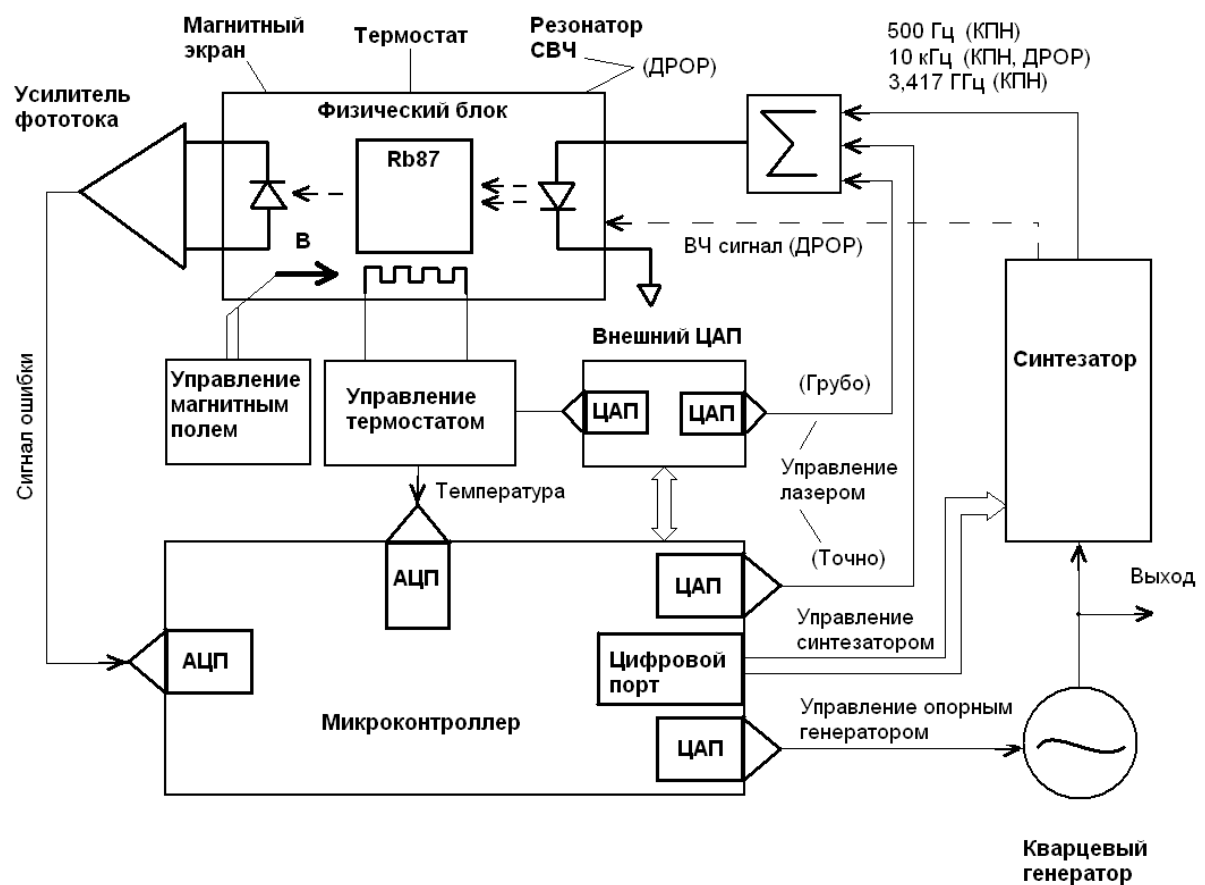 Магнитный
экран
Термостат
Резонатор
СВЧ
(ДРОР)
500 Гц (КПН)
10 кГц (КПН, ДРОР)
3,417 ГГц (КПН)
Усилитель
фототока
Физический блок
Rb87
B
ВЧ сигнал (ДРОР)
Синтезатор
Внешний ЦАП
ЦАП
ЦАП
(Грубо)
Управление
магнитным
полем
Управление
термостатом
Управление
лазером
(Точно)
Сигнал ошибки
Температура
АЦП
ЦАП
Выход
АЦП
Цифровой
порт
Управление
синтезатором
Микроконтроллер
ЦАП
Управление опорным
генератором
Кварцевый
генератор